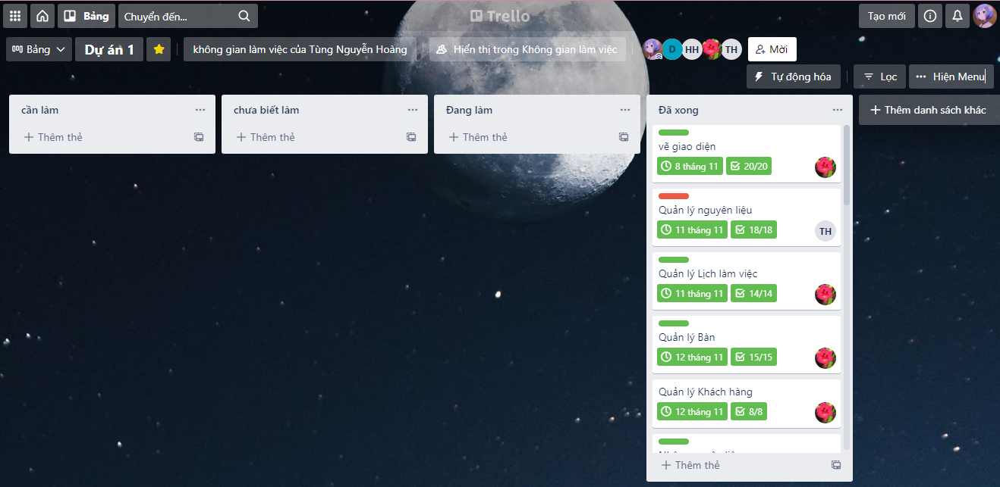 Bảng
Chuyển đến...
Trello
Tạo mới
Bảng
Dự án 1
không gian làm việc của Tùng Nguyễn Hoàng
Hiển thị trong Không gian làm việc
D
HH
TH
Mời
Tự động hóa
Lọc
Hiện Menu
cần làm
Thêm thẻ
chưa biết làm
Thêm thẻ
Đang làm
Thêm thẻ
Đã xong
vẽ giao diện
8 tháng 11
20/20
Quản lý nguyên liệu
11 tháng 11
18/18
TH
Quản lý Lịch làm việc
11 tháng 11
14/14
Quản lý Bàn
12 tháng 11
15/15
Quản lý Khách hàng
12 tháng 11
8/8
Thêm thẻ
Thêm danh sách khác